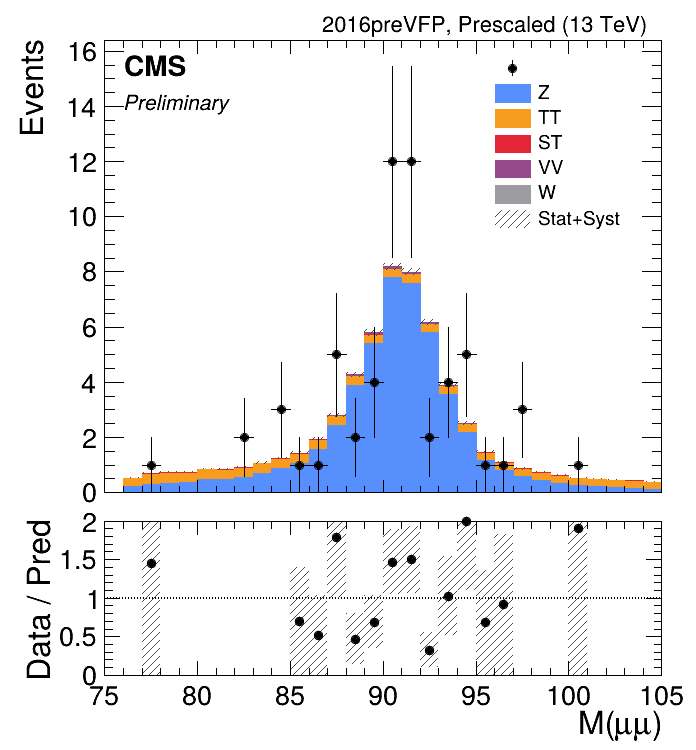 2016preVFP, Prescaled (13 TeV)
CMS
Preliminary
Events
16
14
12
10
8
6
4
2
0
Z
TT
ST
VV
W
Stat+Syst
Data / Pred
2
1.5
1
0.5
0
75 80 85 90 95 100 105
M(μμ)